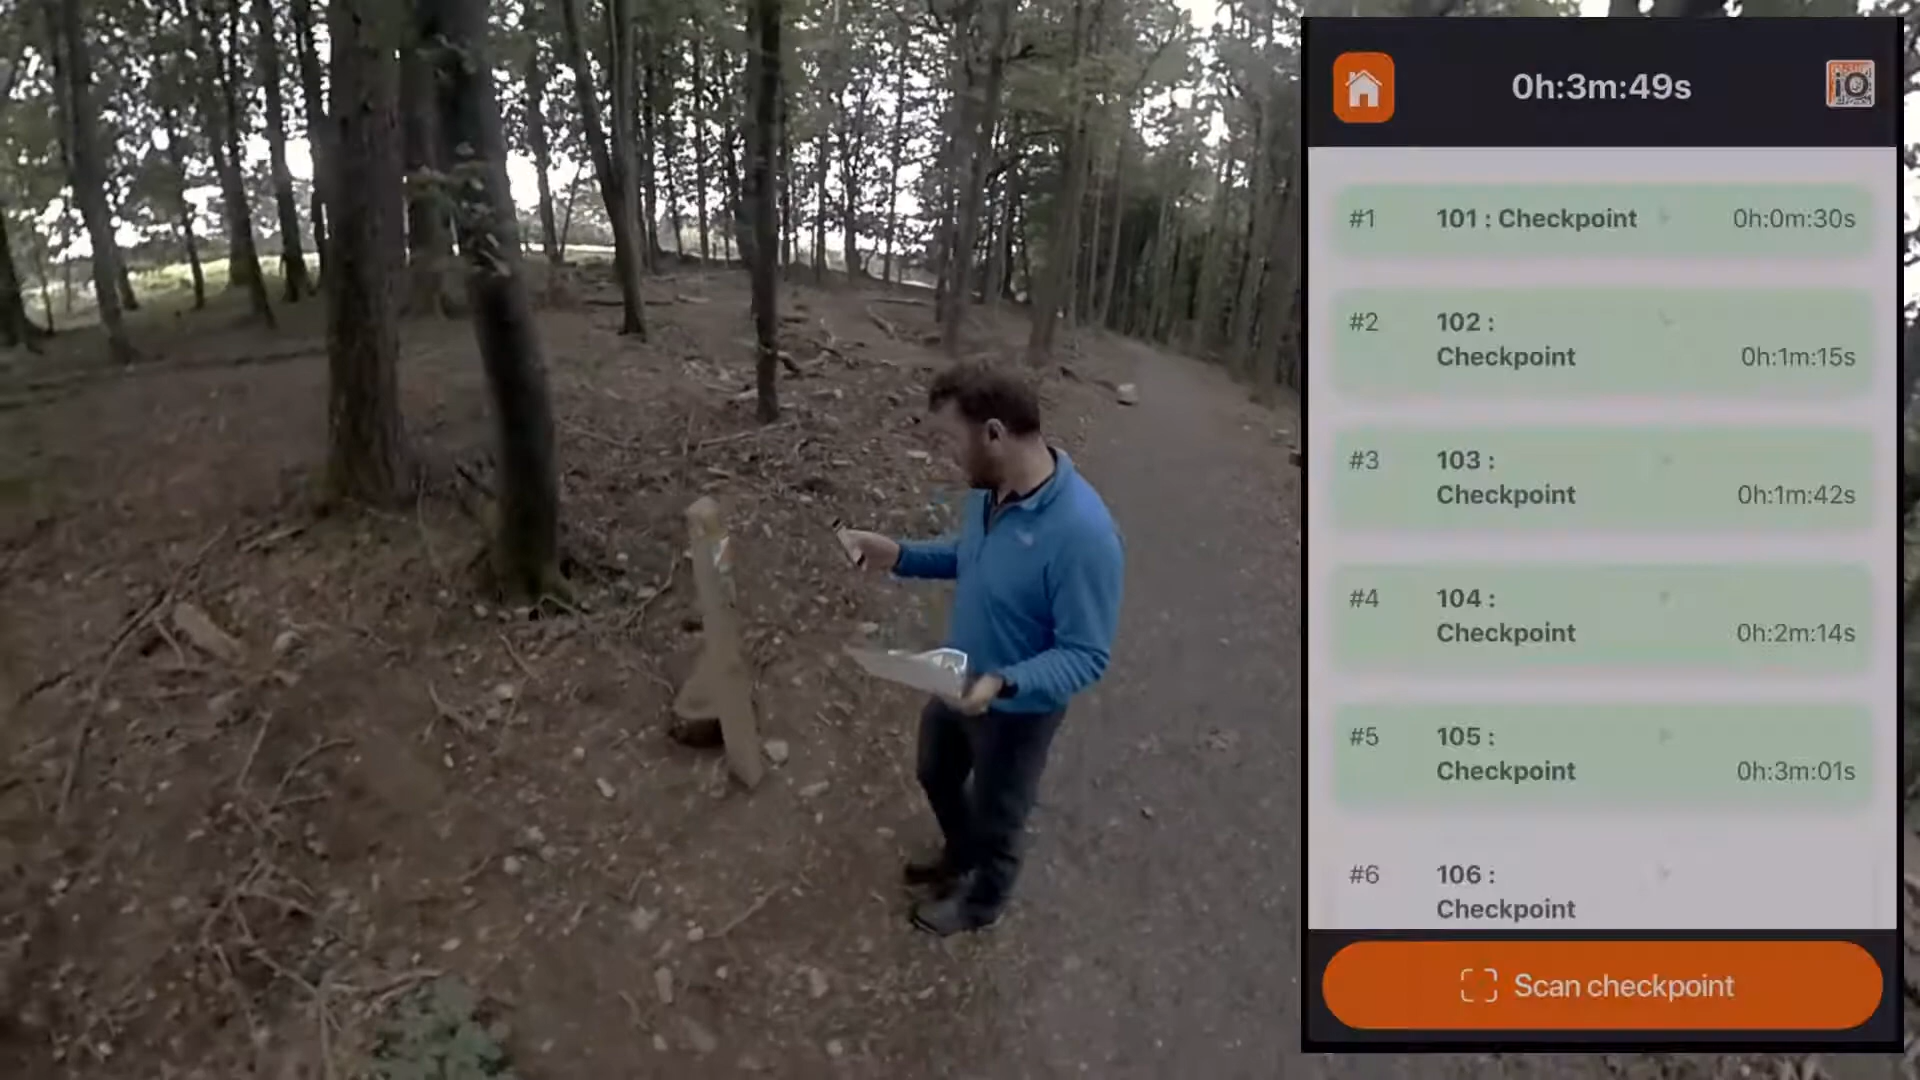 0h:3m:49s
iO
#1 101 : Checkpoint 0h:0m:30s
#2 102 :
Checkpoint 0h:1m:15s
#3 103 :
Checkpoint 0h:1m:42s
#4 104 :
Checkpoint 0h:2m:14s
#5 105 :
Checkpoint 0h:3m:01s
#6 106 :
Checkpoint
Scan checkpoint